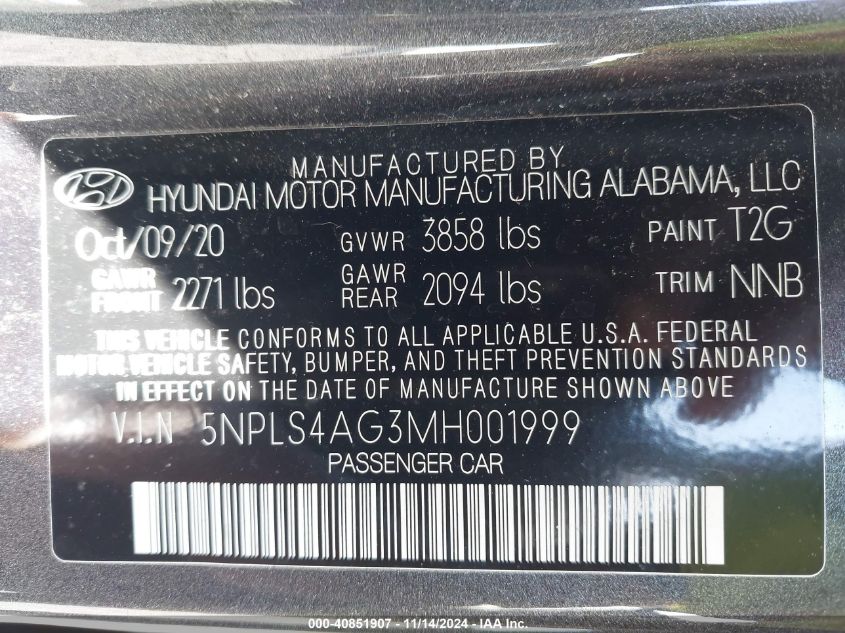 MANUFACTURED BY
HYUNDAI MOTOR MANUFACTURING ALABAMA, LLC
Oct/09/20 GVWR 3858 lbs PAINT T2G
GAWR FRONT 2271 lbs GAWR REAR 2094 lbs TRIM NNB
THIS VEHICLE CONFORMS TO ALL APPLICABLE U.S.A. FEDERAL
MOTOR VEHICLE SAFETY, BUMPER, AND THEFT PREVENTION STANDARDS
IN EFFECT ON THE DATE OF MANUFACTURE SHOWN ABOVE
V.I.N 5NPLS4AG3MH001999
PASSENGER CAR
000-40851907 - 11/14/2024 - IAA Inc.